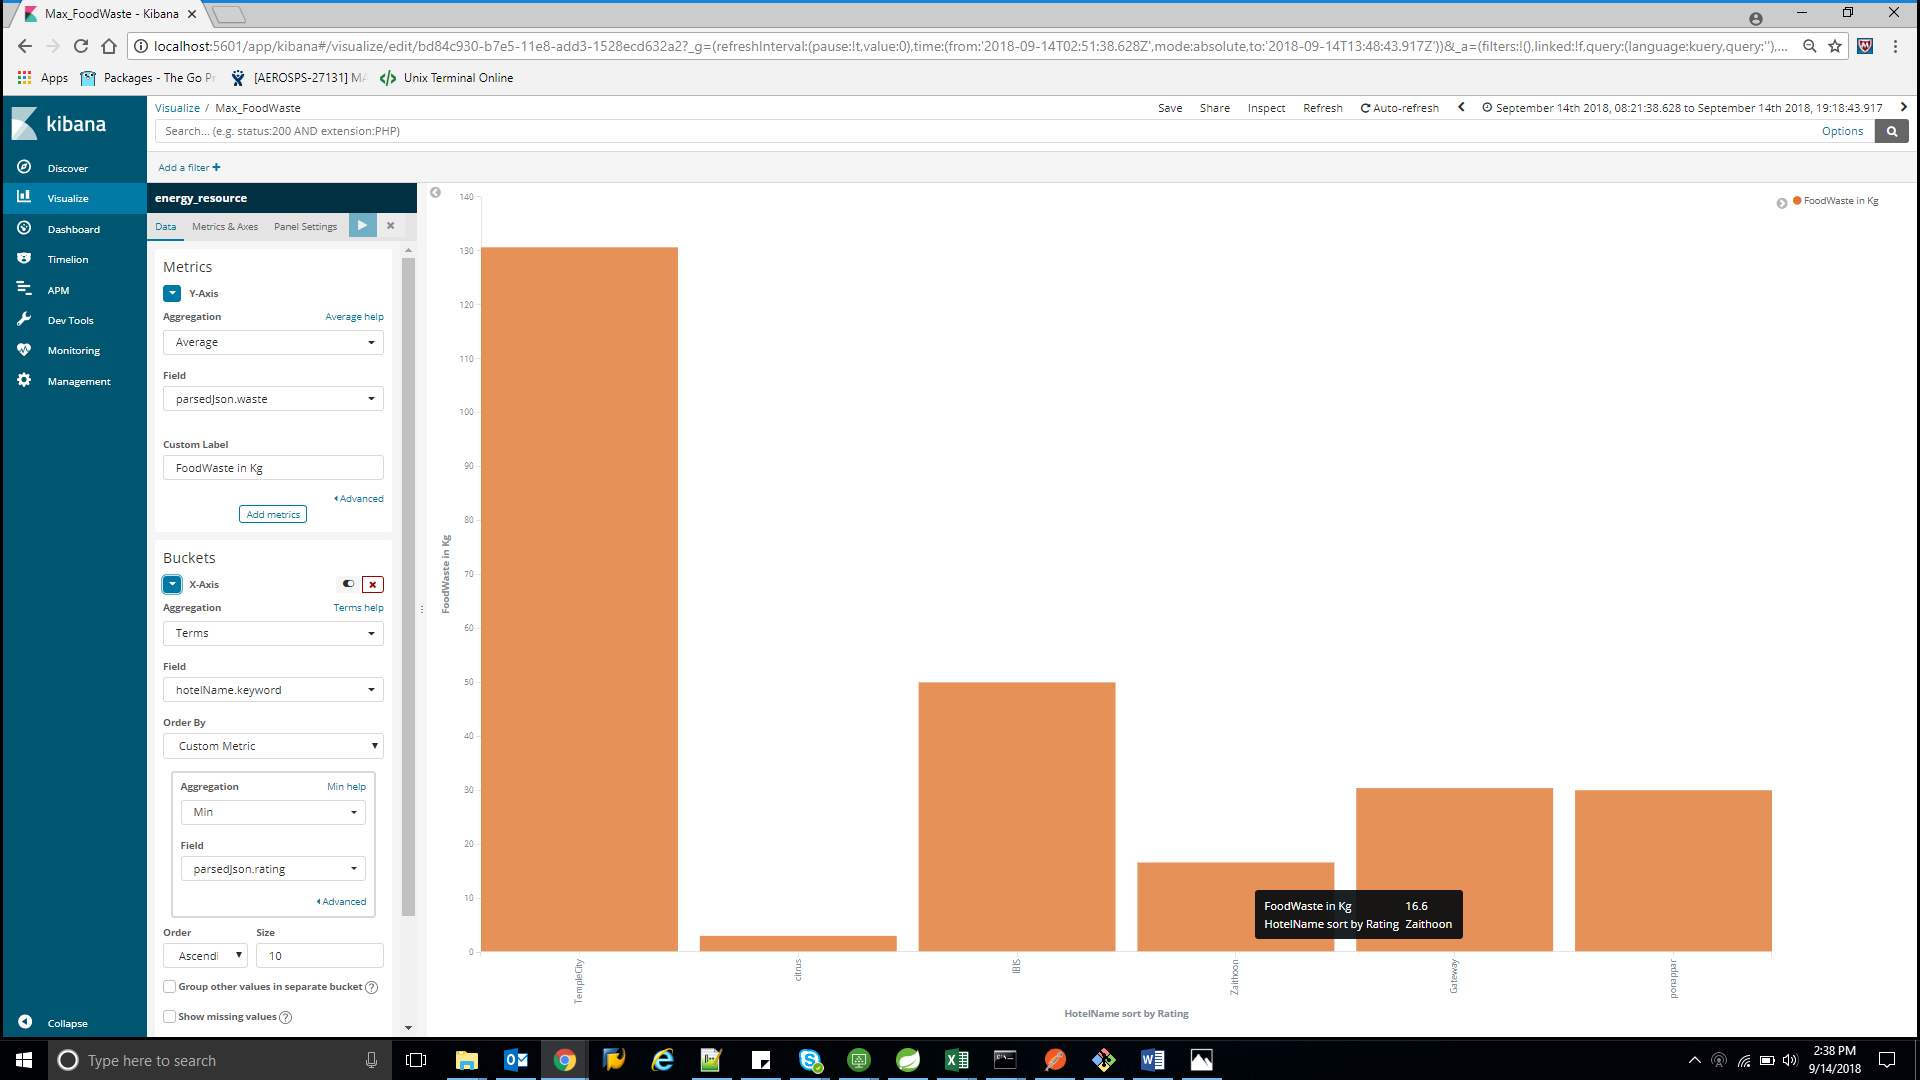 Max_FoodWaste - Kibana
localhost:5601/app/kibana#/visualize/edit/bd84c930-b7e5-11e8-add3-1528ecd632a2?_g=(refreshInterval:(pause:!t,value:0),time:(from:'2018-09-14T02:51:38.628Z',mode:absolute,to:'2018-09-14T13:48:43.917Z'))&_a=(filters:!(),linked:!f,query:(language:kuery,query:''),...
Apps Packages - The Go Pr [AEROSPS-27131] MA Unix Terminal Online
kibana
Discover
Visualize
Dashboard
Timelion
APM
Dev Tools
Monitoring
Management
Collapse
Visualize / Max_FoodWaste
Save Share Inspect Refresh Auto-refresh September 14th 2018, 08:21:38.628 to September 14th 2018, 19:18:43.917
Search... (e.g. status:200 AND extension:PHP)
Options
Add a filter +
energy_resource
Data Metrics & Axes Panel Settings
Metrics
Y-Axis
Aggregation Average help
Average
Field
parsedJson.waste
Custom Label
FoodWaste in Kg
Advanced
Add metrics
Buckets
X-Axis
Aggregation Terms help
Terms
Field
hotelName.keyword
Order By
Custom Metric
Aggregation Min help
Min
Field
parsedJson.rating
Advanced
Order Size
Ascendi 10
Group other values in separate bucket ?
Show missing values ?
FoodWaste in Kg
140
130
120
110
100
90
80
70
60
50
40
30
20
10
0
FoodWaste in Kg
FoodWaste in Kg 16.6
HotelName sort by Rating Zaithoon
TempleCity
citrus
IBIS
Zaithoon
Gateway
ponappar
HotelName sort by Rating
Type here to search
2:38 PM
9/14/2018